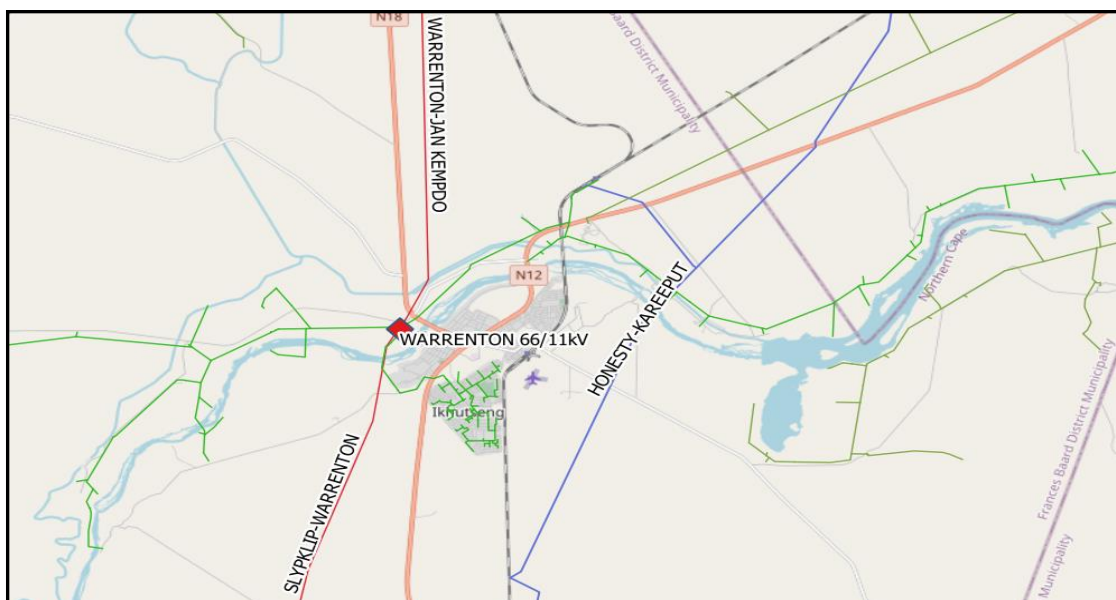 N18
WARRENTON-JAN KEMPDO
Baard District Municipality
Northern Cape
N12
HONESTY-KAREEPUT
WARRENTON 66/11kV
Ikhutseng
SLYPKLIP-WARRENTON
Frances Baard District Municipality
Municipality